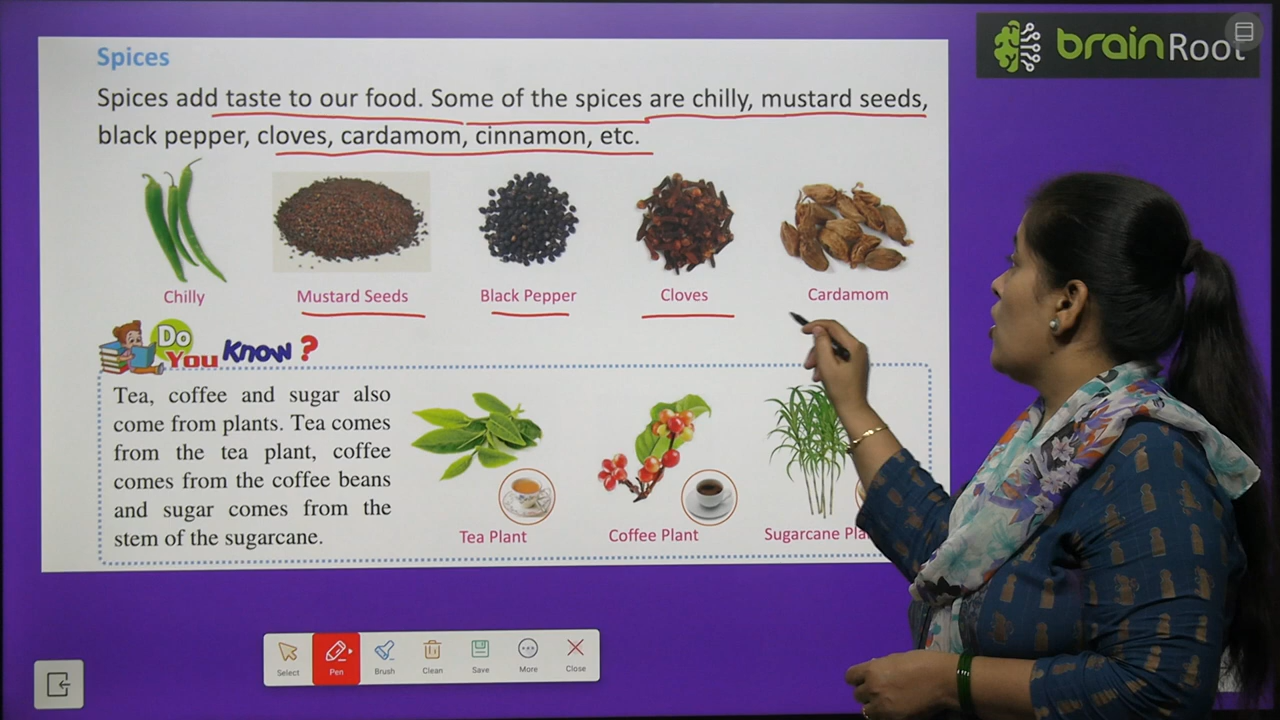 brainRoot
Spices
Spices add taste to our food. Some of the spices are chilly, mustard seeds,
black pepper, cloves, cardamom, cinnamon, etc.
Chilly
Mustard Seeds
Black Pepper
Cloves
Cardamom
Do You Know?
Tea, coffee and sugar also
come from plants. Tea comes
from the tea plant, coffee
comes from the coffee beans
and sugar comes from the
stem of the sugarcane.
Tea Plant
Coffee Plant
Sugarcane
Select
Pen
Brush
Clean
Save
More
Close